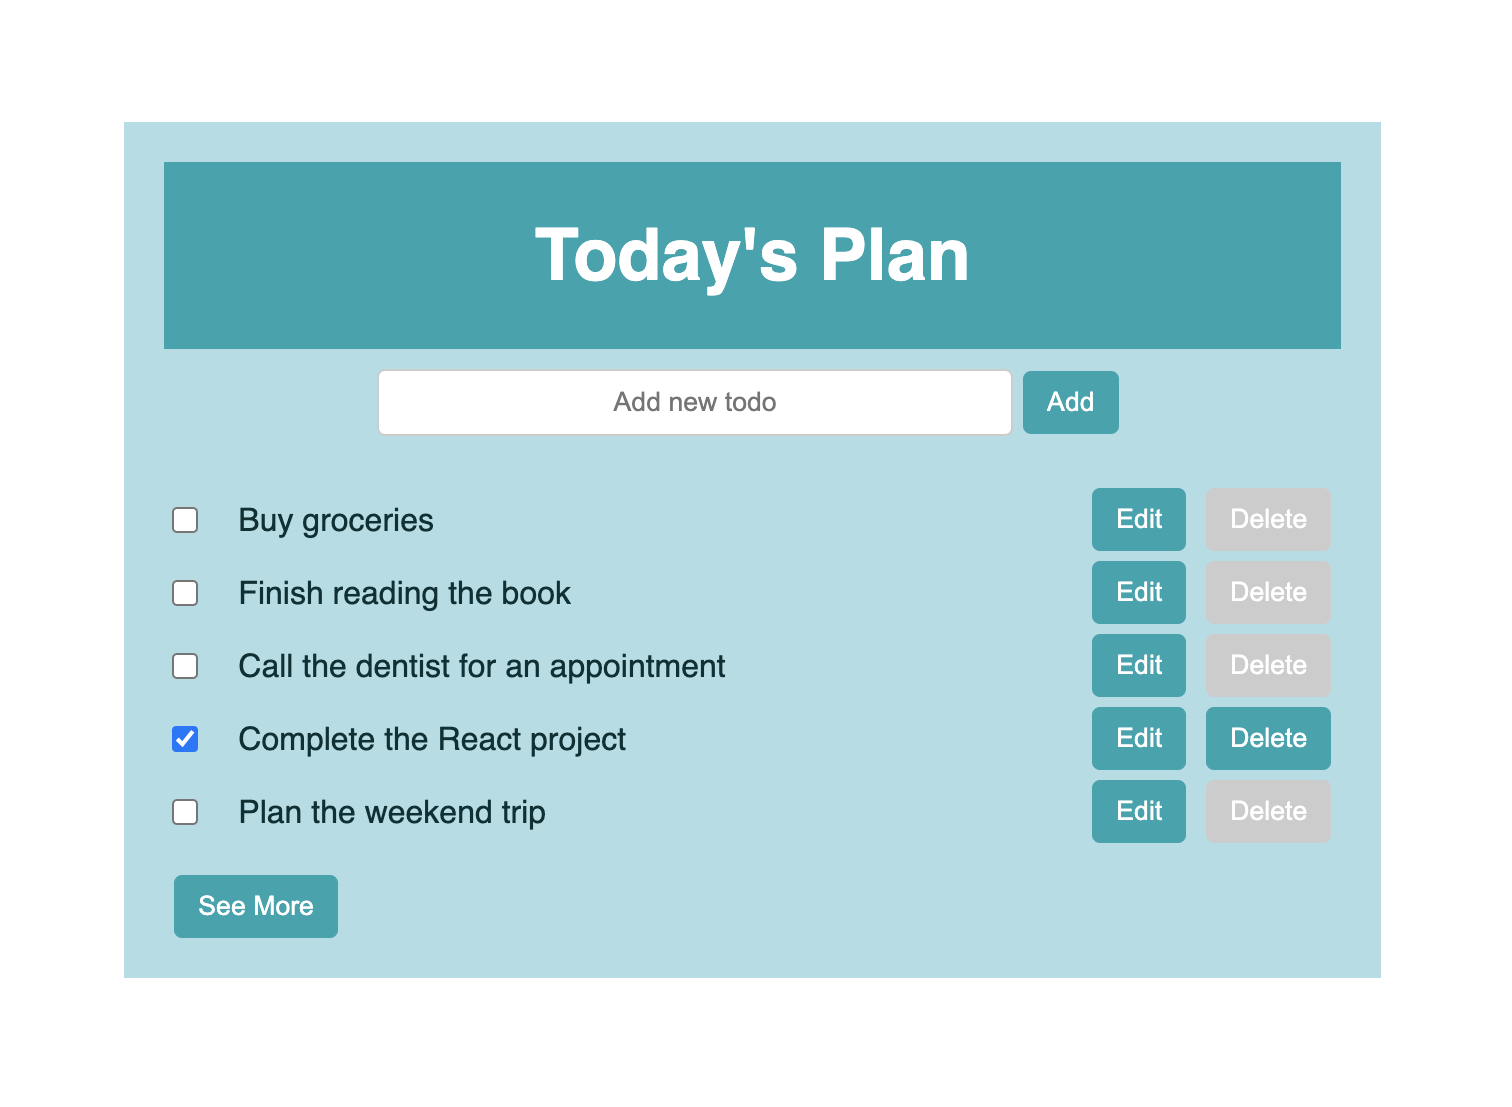 Today's Plan
Add new todo Add
Buy groceries Edit Delete
Finish reading the book Edit Delete
Call the dentist for an appointment Edit Delete
Complete the React project Edit Delete
Plan the weekend trip Edit Delete
See More